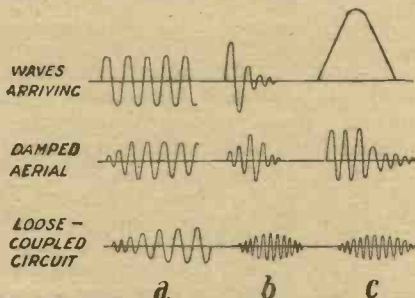 WAVES
ARRIVING
DAMPED
AERIAL
LOOSE-
COUPLED
CIRCUIT
a b c